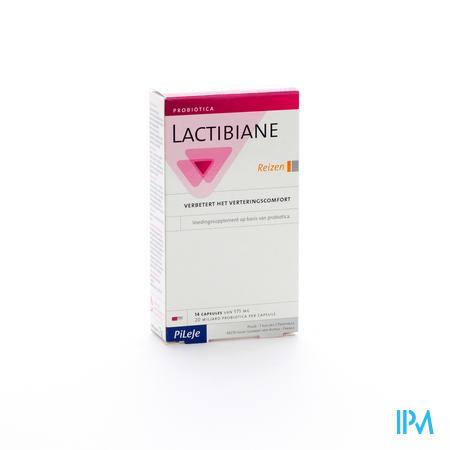 PROBIOTICA
LACTIBIANE
Reizen
VERBETERT HET VERTERINGSCOMFORT
Voedingssupplement op basis van probiotica
14 CAPSULES VAN 175 MG
20 MILJARD PROBIOTICA PER CAPSULE
PiLeJe
IPM